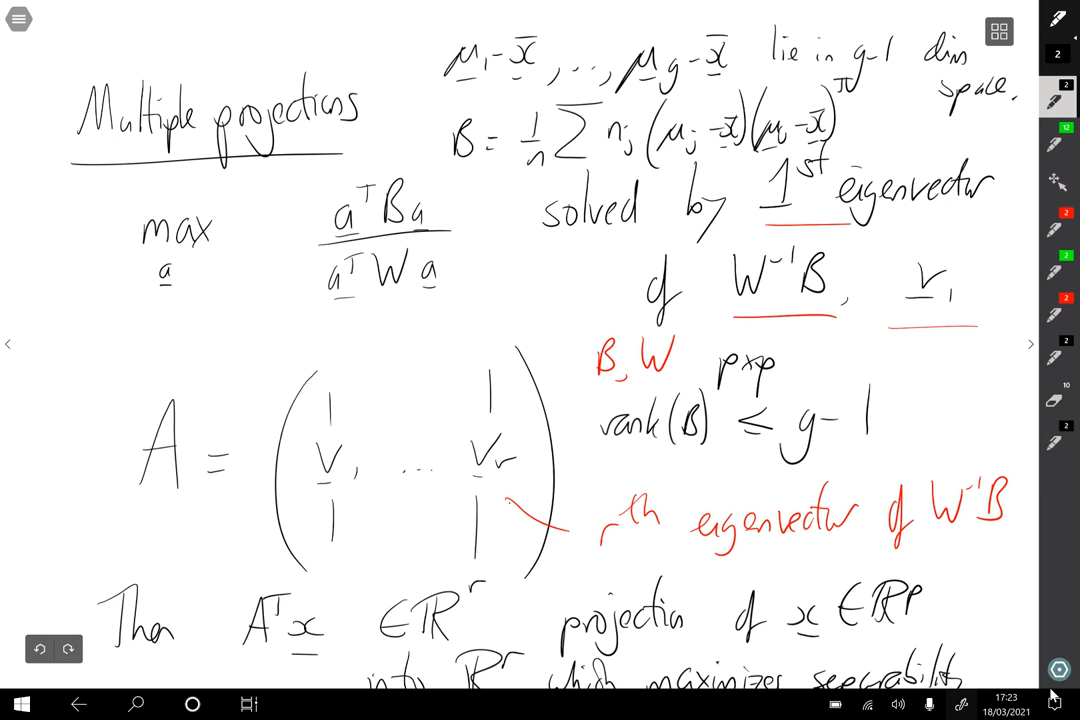 μ₁ - x̄, ..., μg - x̄ lie in g-1 dim space.
Multiple projections
B = 1/n Σ nj (μj - x̄)(μj - x̄)ᵀ
max a aᵀBa / aᵀWa solved by 1st eigenvector
of W⁻¹B, v₁
B, W p×p
rank(B) ≤ g-1
A = ( v₁ ... vr )
rth eigenvector of W⁻¹B
Then Aᵀx ∈ ℝʳ projection of x ∈ ℝᵖ
into ℝʳ which maximizes separability
17:23
18/03/2021
2
2
12
2
2
2
2
10
2